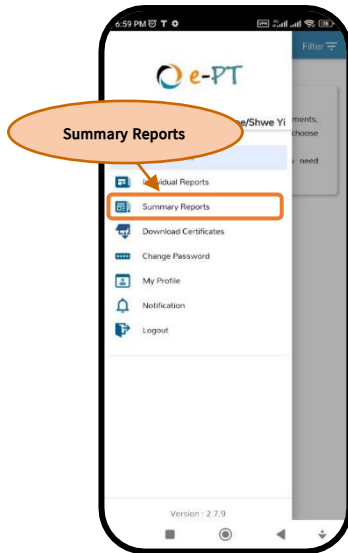 6:59 PM
Filter
e-PT
e/Shwe Yi
ments,
choose
need
Summary Reports
Individual Reports
Summary Reports
Download Certificates
Change Password
My Profile
Notification
Logout
Version : 2.7.9